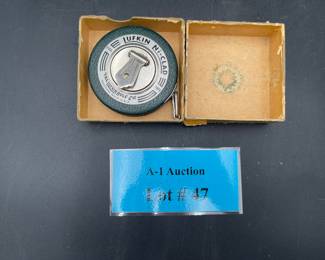 LUFKIN NI-CLAD
A-1 Auction
Lot # 47